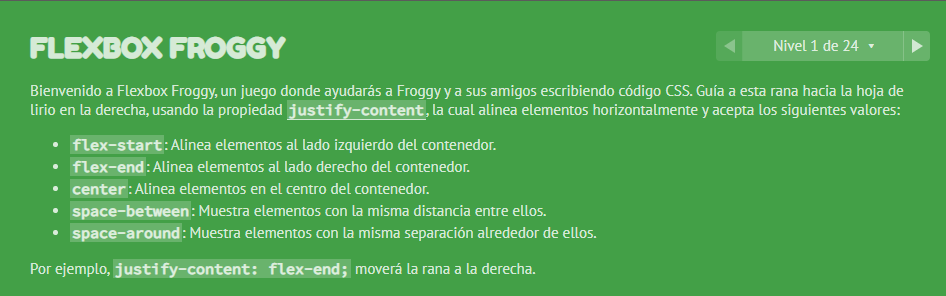 FLEXBOX FROGGY
Nivel 1 de 24
Bienvenido a Flexbox Froggy, un juego donde ayudarás a Froggy y a sus amigos escribiendo código CSS. Guía a esta rana hacia la hoja de
lirio en la derecha, usando la propiedad justify-content, la cual alinea elementos horizontalmente y acepta los siguientes valores:
• flex-start: Alinea elementos al lado izquierdo del contenedor.
• flex-end: Alinea elementos al lado derecho del contenedor.
• center: Alinea elementos en el centro del contenedor.
• space-between: Muestra elementos con la misma distancia entre ellos.
• space-around: Muestra elementos con la misma separación alrededor de ellos.
Por ejemplo, justify-content: flex-end; moverá la rana a la derecha.